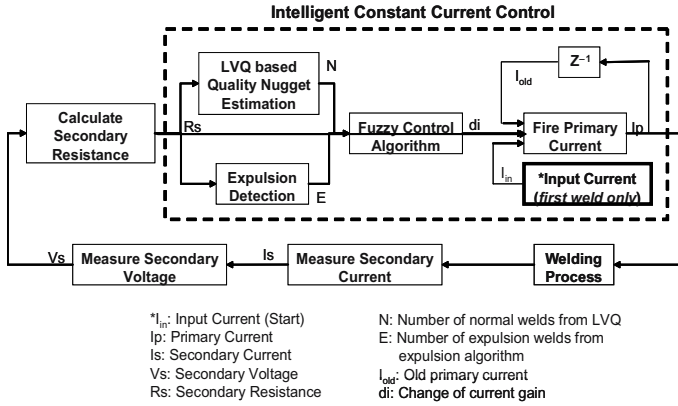 Intelligent Constant Current Control
LVQ based
Quality Nugget
Estimation
N
Z⁻¹
I_old
Calculate
Secondary
Resistance
Rs
Fuzzy Control
Algorithm
di
Fire Primary
Current
Ip
Expulsion
Detection
E
I_in
*Input Current
(first weld only)
Vs
Measure Secondary
Voltage
Is
Measure Secondary
Current
Welding
Process
*I_in: Input Current (Start)
Ip: Primary Current
Is: Secondary Current
Vs: Secondary Voltage
Rs: Secondary Resistance
N: Number of normal welds from LVQ
E: Number of expulsion welds from
expulsion algorithm
I_old: Old primary current
di: Change of current gain